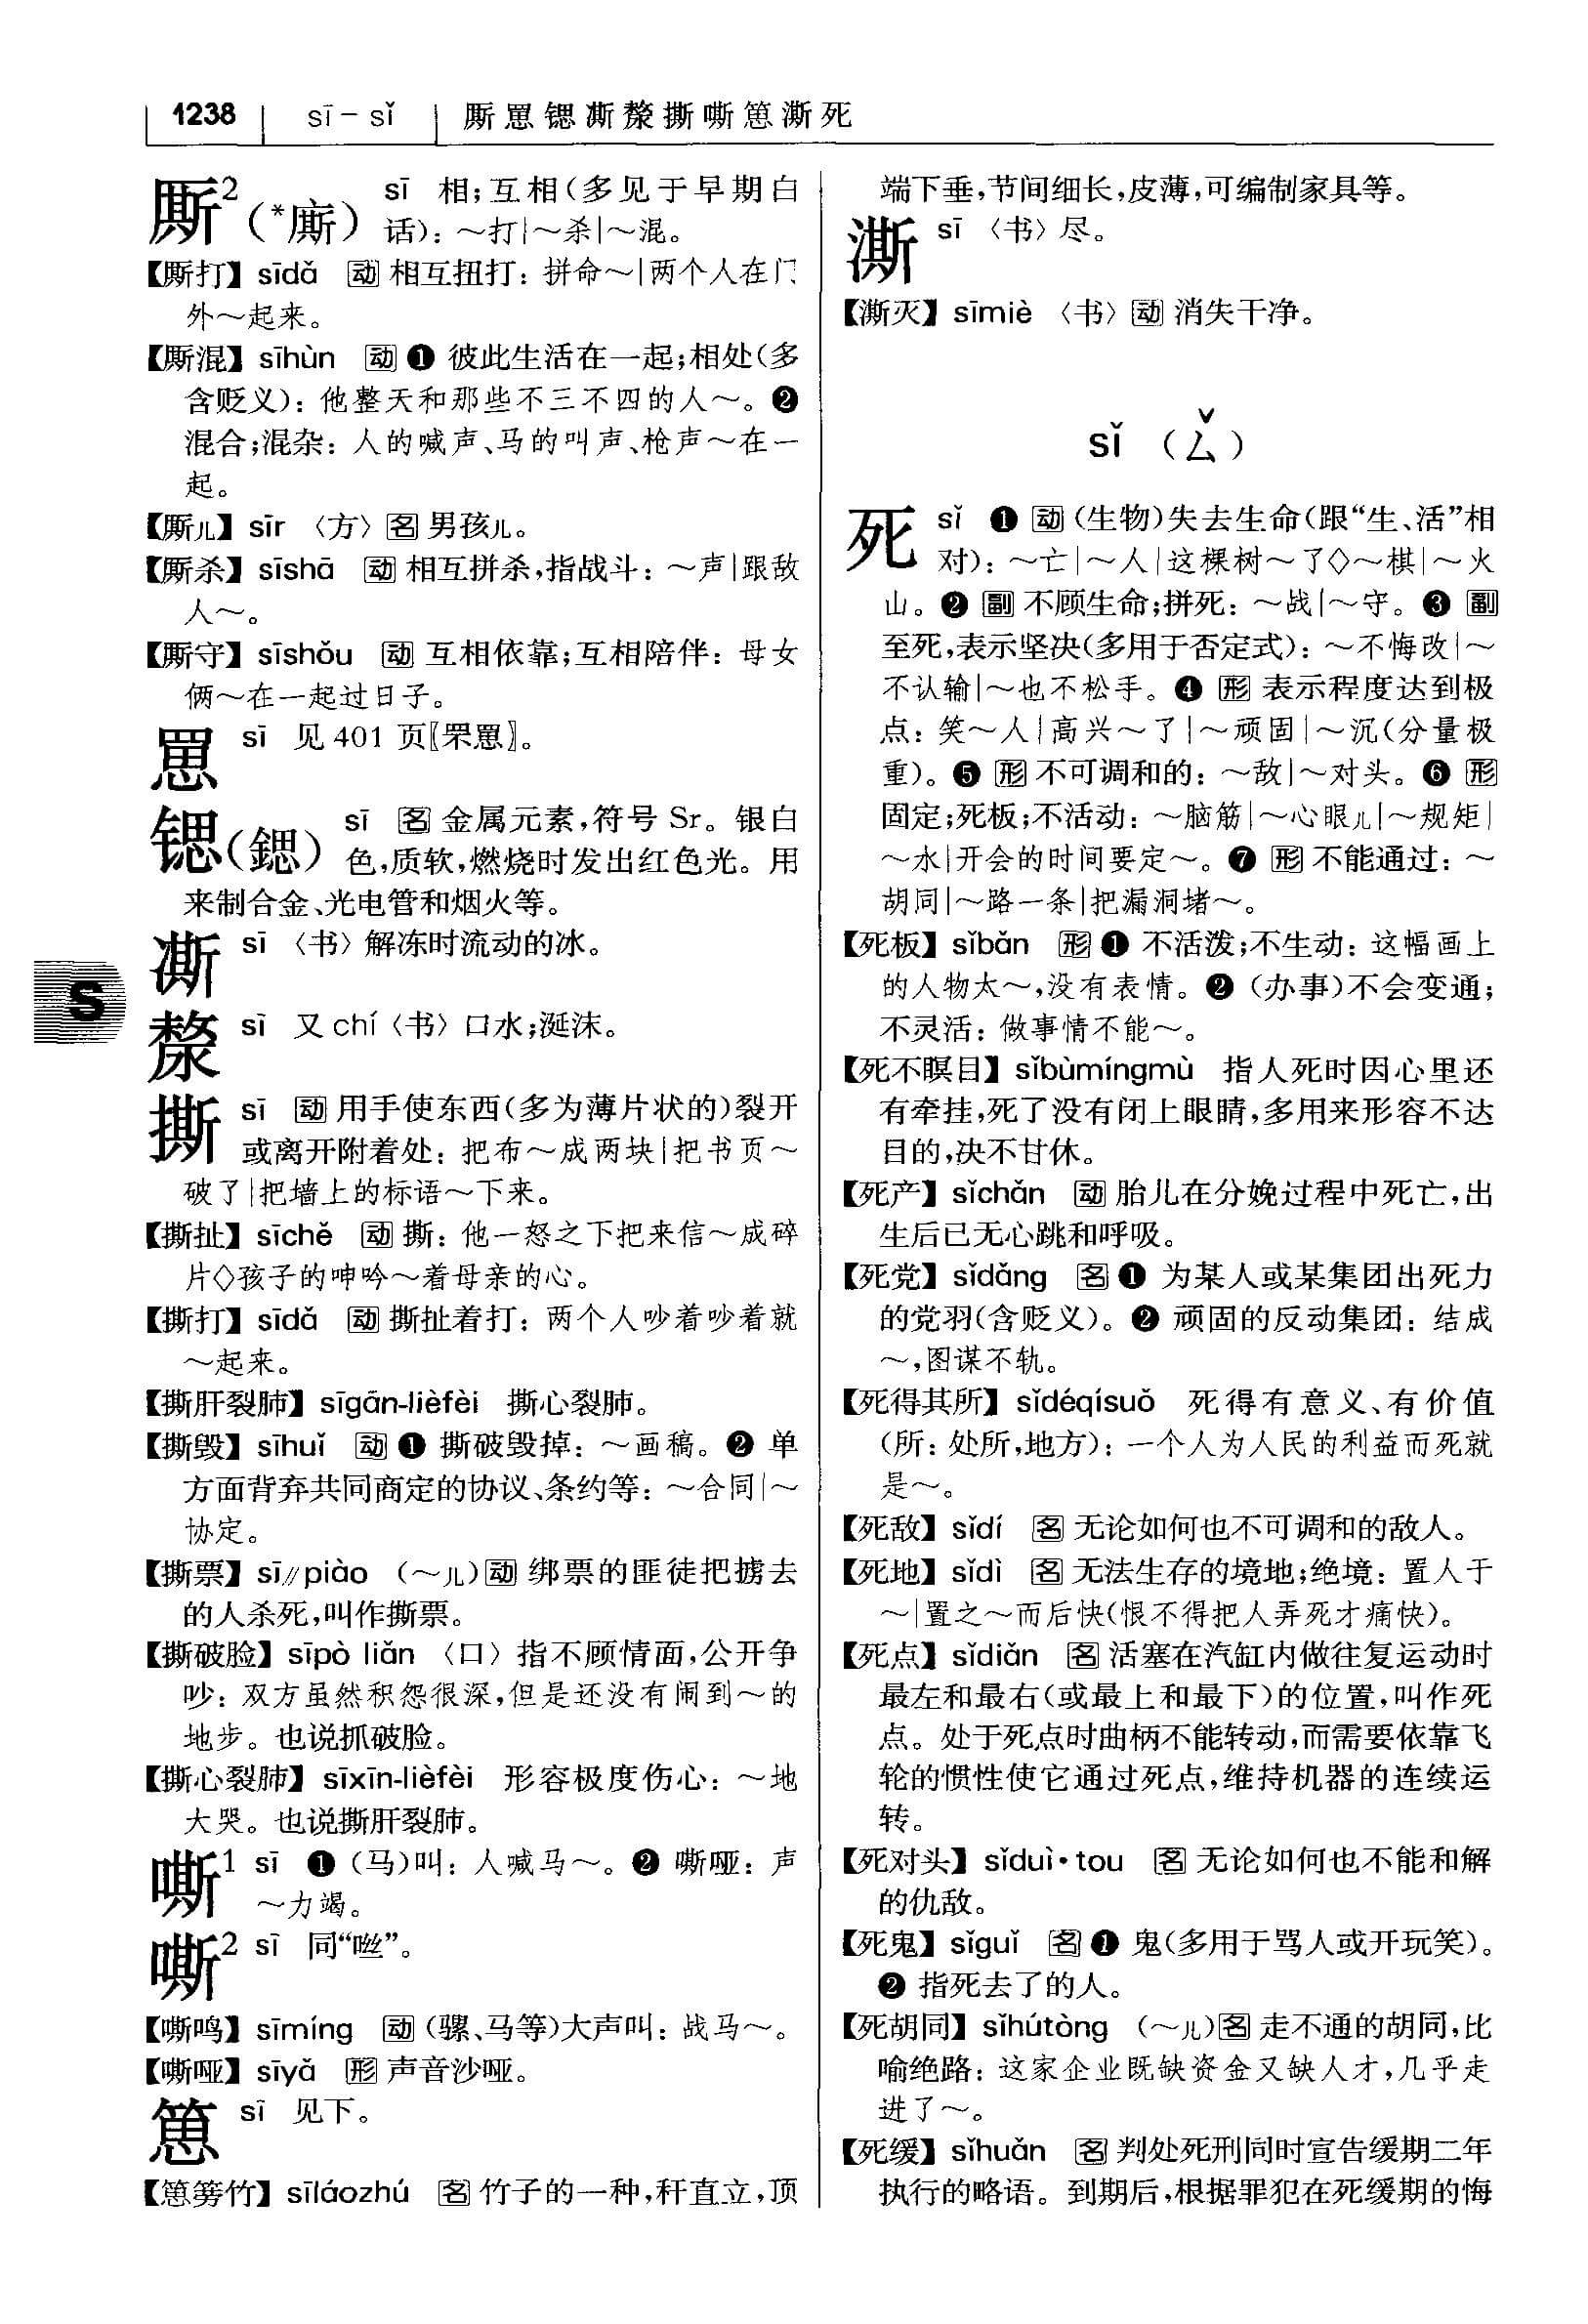 1238 sī－sǐ 厮罳锶凘漦撕嘶䇁澌死
厮²(*廝) sī 相；互相(多见于早期白
话)：～打|～杀|～混。
【厮打】sīdǎ 动 相互扭打：拼命～|两个人在门
外～起来。
【厮混】sīhùn 动 ❶ 彼此生活在一起；相处(多
含贬义)：他整天和那些不三不四的人～。❷
混合；混杂：人的喊声、马的叫声、枪声～在一
起。
【厮儿】sīr 〈方〉名 男孩儿。
【厮杀】sīshā 动 相互拼杀，指战斗：～声|跟敌
人～。
【厮守】sīshǒu 动 互相依靠；互相陪伴：母女
俩～在一起过日子。
罳 sī 见 401 页〖罘罳〗。
锶(鍶) sī 名 金属元素，符号 Sr。银白
色，质软，燃烧时发出红色光。用
来制合金、光电管和烟火等。
凘 sī 〈书〉解冻时流动的冰。
漦 sī 又 chí〈书〉口水；涎沫。
撕 sī 动 用手使东西(多为薄片状的)裂开
或离开附着处：把布～成两块|把书页～
破了|把墙上的标语～下来。
【撕扯】sīchě 动 撕：他一怒之下把来信～成碎
片◇孩子的呻吟～着母亲的心。
【撕打】sīdǎ 动 撕扯着打：两个人吵着吵着就
～起来。
【撕肝裂肺】sīgān-lièfèi 撕心裂肺。
【撕毁】sīhuǐ 动 ❶ 撕破毁掉：～画稿。❷ 单
方面背弃共同商定的协议、条约等：～合同|～
协定。
【撕票】sī∥piào (～儿)动 绑票的匪徒把掳去
的人杀死，叫作撕票。
【撕破脸】sīpò liǎn 〈口〉指不顾情面，公开争
吵：双方虽然积怨很深，但是还没有闹到～的
地步。也说抓破脸。
【撕心裂肺】sīxīn-lièfèi 形容极度伤心：～地
大哭。也说撕肝裂肺。
嘶¹ sī ❶ (马)叫：人喊马～。❷ 嘶哑：声
～力竭。
嘶² sī 同“咝”。
【嘶鸣】sīmíng 动 (骡、马等)大声叫：战马～。
【嘶哑】sīyǎ 形 声音沙哑。
䇁 sī 见下。
【䇁簩竹】sīláozhú 名 竹子的一种，秆直立，顶
端下垂，节间细长，皮薄，可编制家具等。
澌 sī 〈书〉尽。
【澌灭】sīmiè 〈书〉动 消失干净。
sǐ (ㄙˇ)
死 sǐ ❶ 动 (生物)失去生命(跟“生、活”相
对)：～亡|～人|这棵树～了◇～棋|～火
山。❷ 副 不顾生命；拼死：～战|～守。❸ 副
至死，表示坚决(多用于否定式)：～不悔改|～
不认输|～也不松手。❹ 形 表示程度达到极
点：笑～人|高兴～了|～顽固|～沉(分量极
重)。❺ 形 不可调和的：～敌|～对头。❻ 形
固定；死板；不活动：～脑筋|～心眼儿|～规矩|
～水|开会的时间要定～。❼ 形 不能通过：～
胡同|～路一条|把漏洞堵～。
【死板】sǐbǎn 形 ❶ 不活泼；不生动：这幅画上
的人物太～，没有表情。❷ (办事)不会变通；
不灵活：做事情不能～。
【死不瞑目】sǐbùmíngmù 指人死时因心里还
有牵挂，死了没有闭上眼睛，多用来形容不达
目的，决不甘休。
【死产】sǐchǎn 动 胎儿在分娩过程中死亡，出
生后已无心跳和呼吸。
【死党】sǐdǎng 名 ❶ 为某人或某集团出死力
的党羽(含贬义)。❷ 顽固的反动集团：结成
～，图谋不轨。
【死得其所】sǐdéqísuǒ 死得有意义、有价值
(所：处所，地方)：一个人为人民的利益而死就
是～。
【死敌】sǐdí 名 无论如何也不可调和的敌人。
【死地】sǐdì 名 无法生存的境地；绝境：置人于
～|置之～而后快(恨不得把人弄死才痛快)。
【死点】sǐdiǎn 名 活塞在汽缸内做往复运动时
最左和最右(或最上和最下)的位置，叫作死
点。处于死点时曲柄不能转动，而需要依靠飞
轮的惯性使它通过死点，维持机器的连续运
转。
【死对头】sǐduì·tou 名 无论如何也不能和解
的仇敌。
【死鬼】sǐguǐ 名 ❶ 鬼(多用于骂人或开玩笑)。
❷ 指死去了的人。
【死胡同】sǐhútòng (～儿)名 走不通的胡同，比
喻绝路：这家企业既缺资金又缺人才，几乎走
进了～。
【死缓】sǐhuǎn 名 判处死刑同时宣告缓期二年
执行的略语。到期后，根据罪犯在死缓期的悔
S